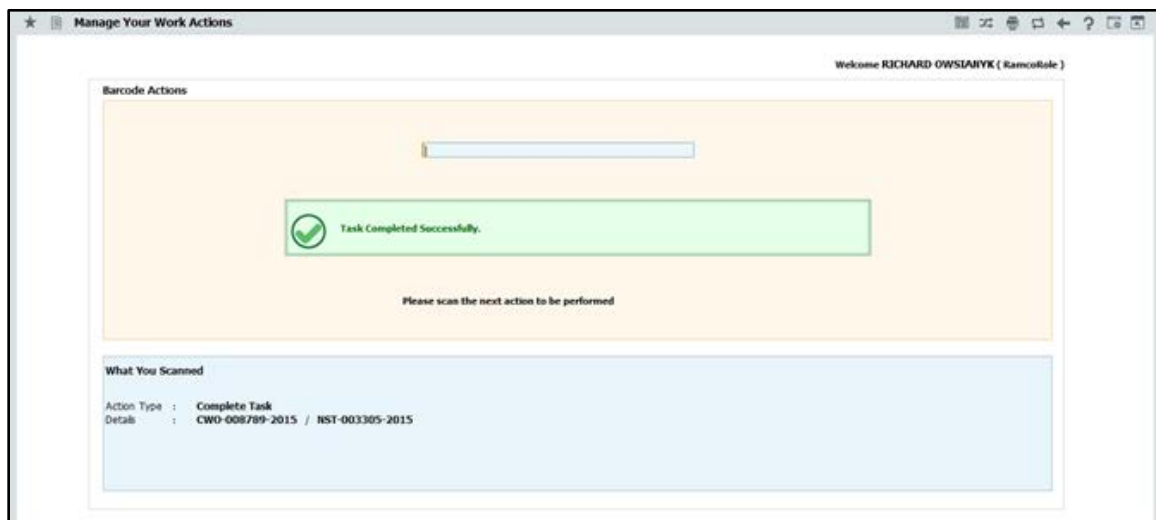 Manage Your Work Actions
Welcome RICHARD OWSIANYK ( RamcoRole )
Barcode Actions
Task Completed Successfully.
Please scan the next action to be performed
What You Scanned
Action Type : Complete Task
Details : CWO-008789-2015 / NST-003305-2015